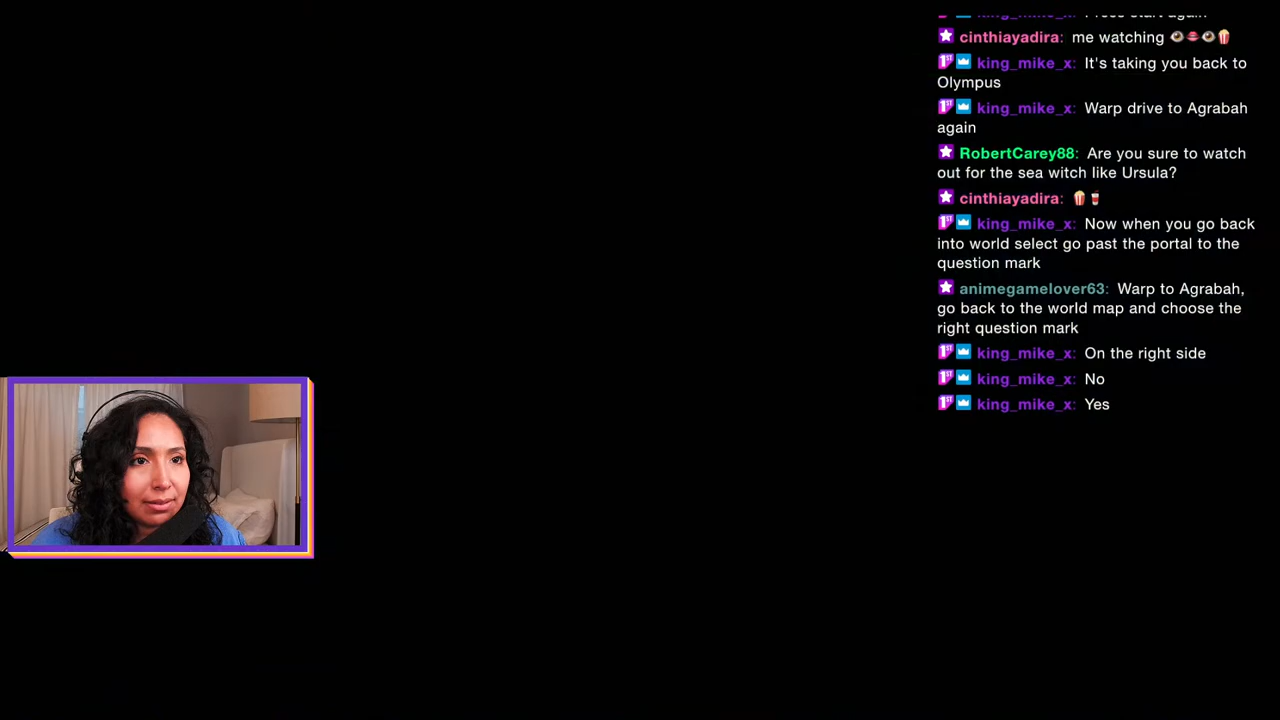 cinthiayadira: me watching 👁️👄👁️🍿
king_mike_x: It's taking you back to
Olympus
king_mike_x: Warp drive to Agrabah
again
RobertCarey88: Are you sure to watch
out for the sea witch like Ursula?
cinthiayadira: 🍿🥤
king_mike_x: Now when you go back
into world select go past the portal to the
question mark
animegamelover63: Warp to Agrabah,
go back to the world map and choose the
right question mark
king_mike_x: On the right side
king_mike_x: No
king_mike_x: Yes